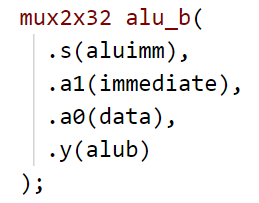 mux2x32 alu_b(
.s(aluimm),
.a1(immediate),
.a0(data),
.y(alub)
);